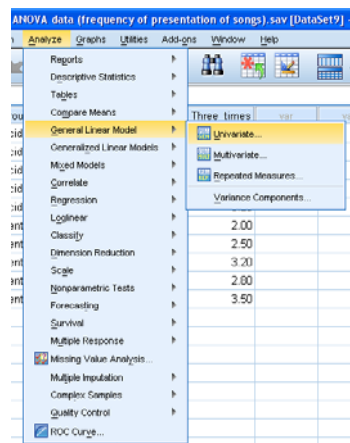 ANOVA data (frequency of presentation of songs).sav [DataSet9]
Analyze Graphs Utilities Add-ons Window Help
Reports
Descriptive Statistics
Tables
Compare Means
General Linear Model
Generalized Linear Models
Mixed Models
Correlate
Regression
Loglinear
Classify
Dimension Reduction
Scale
Nonparametric Tests
Forecasting
Survival
Multiple Response
Missing Value Analysis...
Multiple Imputation
Complex Samples
Quality Control
ROC Curve...
Three_times var
Univariate...
Multivariate...
Repeated Measures...
Variance Components...
2.00
2.50
3.20
2.80
3.50